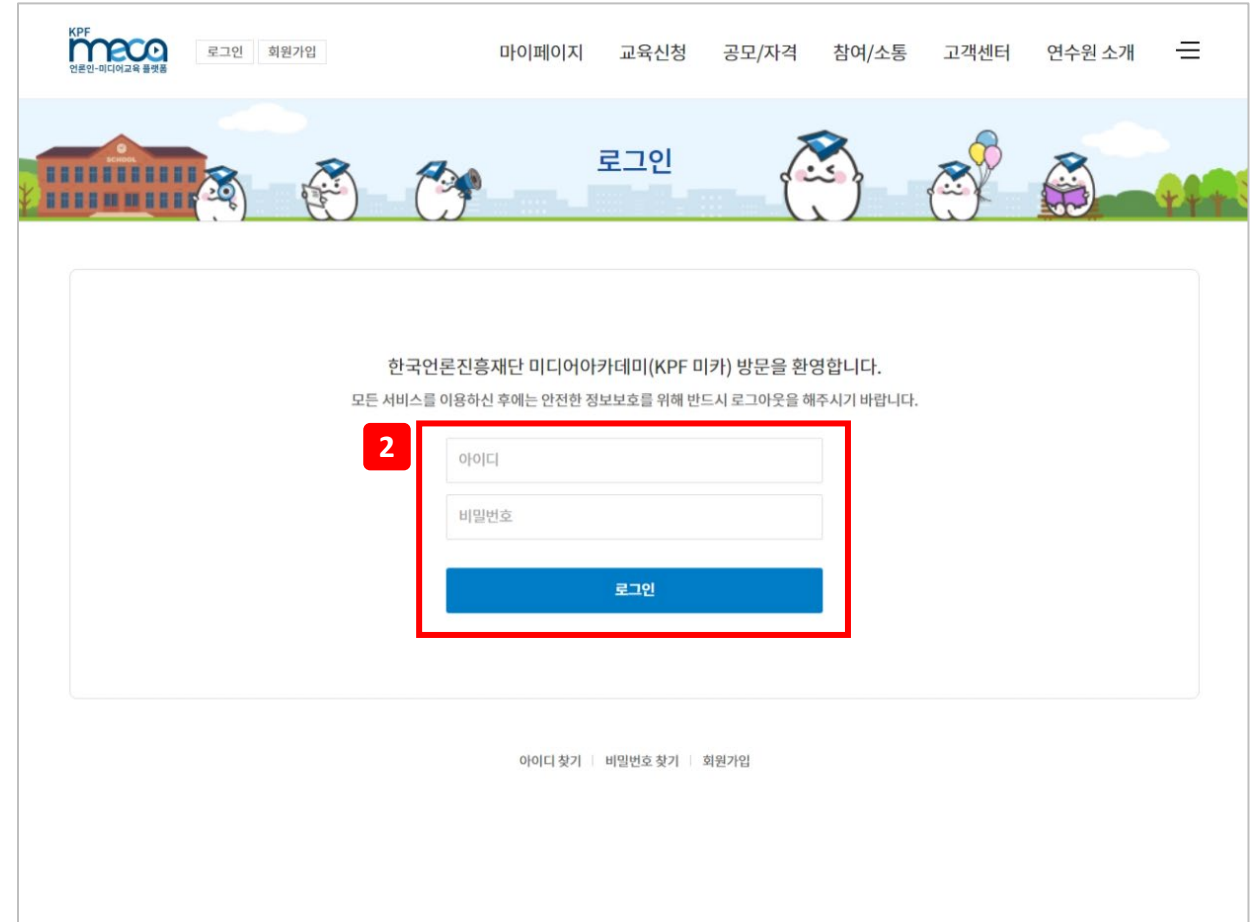 KPF
meca
언론인-미디어교육 플랫폼
로그인 회원가입
마이페이지 교육신청 공모/자격 참여/소통 고객센터 연수원 소개
SCHOOL
로그인
한국언론진흥재단 미디어아카데미(KPF 미카) 방문을 환영합니다.
모든 서비스를 이용하신 후에는 안전한 정보보호를 위해 반드시 로그아웃을 해주시기 바랍니다.
2
아이디
비밀번호
로그인
아이디 찾기 | 비밀번호 찾기 | 회원가입